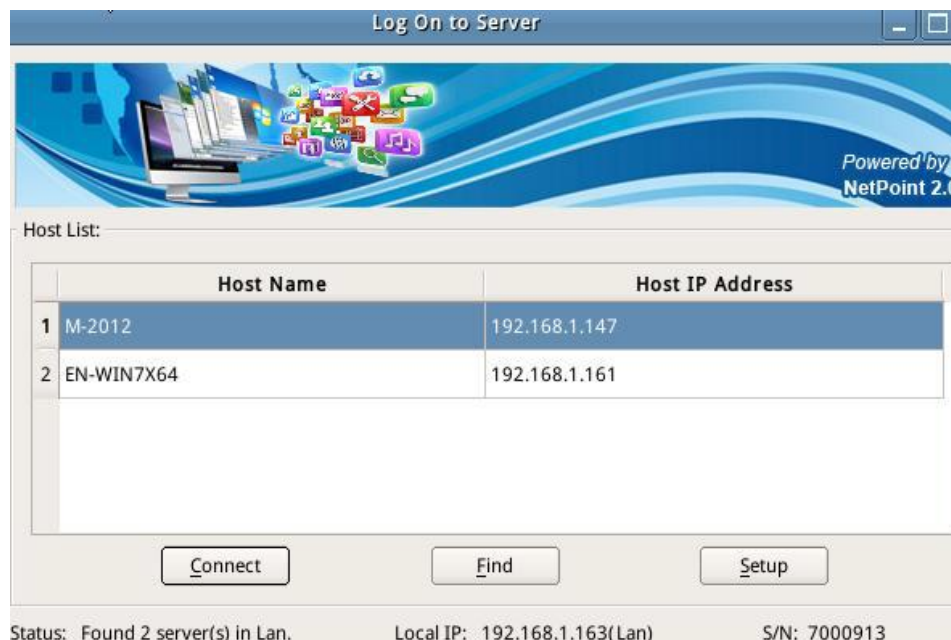 Log On to Server
Powered by
NetPoint 2.
Host List:
Host Name Host IP Address
1 M-2012 192.168.1.147
2 EN-WIN7X64 192.168.1.161
Connect Find Setup
Status: Found 2 server(s) in Lan. Local IP: 192.168.1.163(Lan) S/N: 7000913